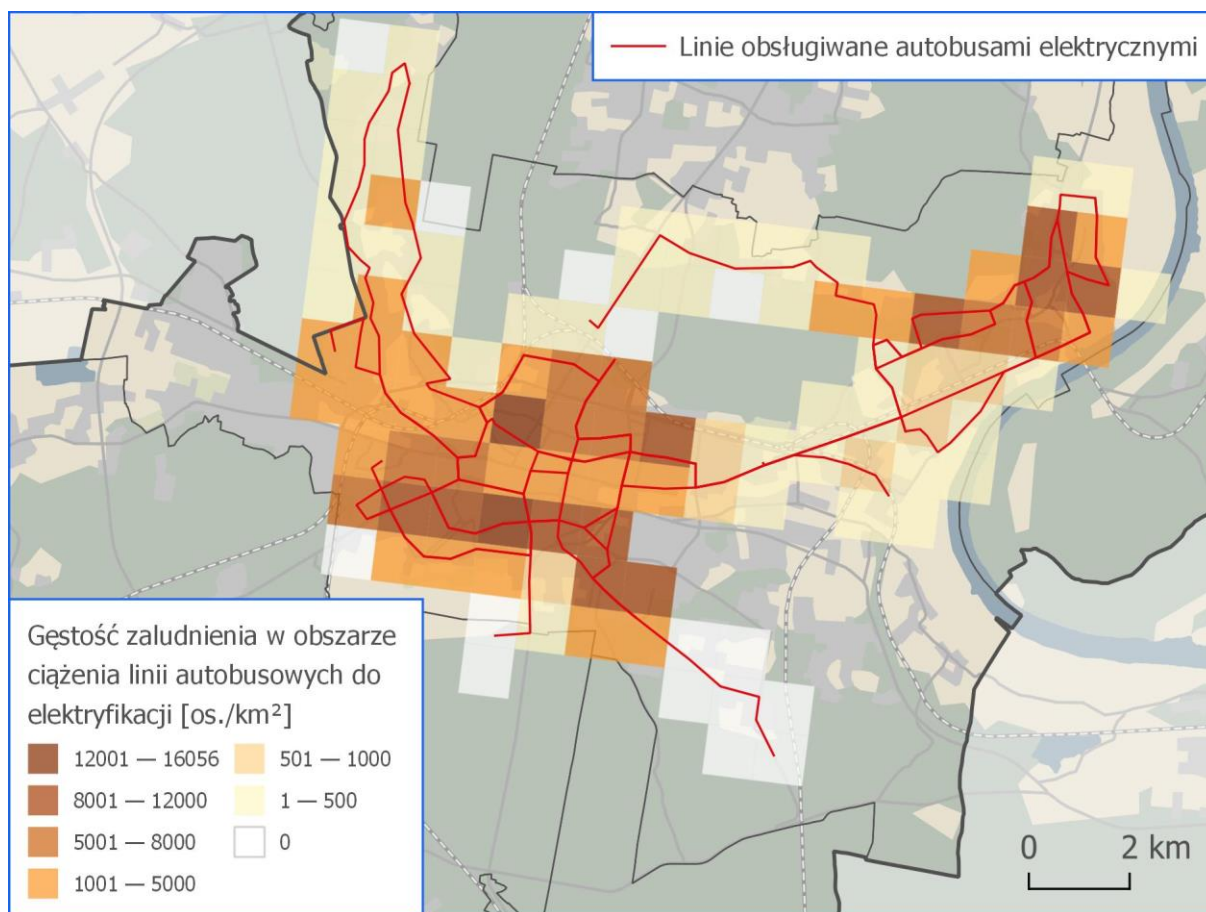 Linie obsługiwane autobusami elektrycznymi
Gęstość zaludnienia w obszarze
ciążenia linii autobusowych do
elektryfikacji [os./km²]
12001 — 16056
501 — 1000
8001 — 12000
1 — 500
5001 — 8000
0
1001 — 5000
0 2 km